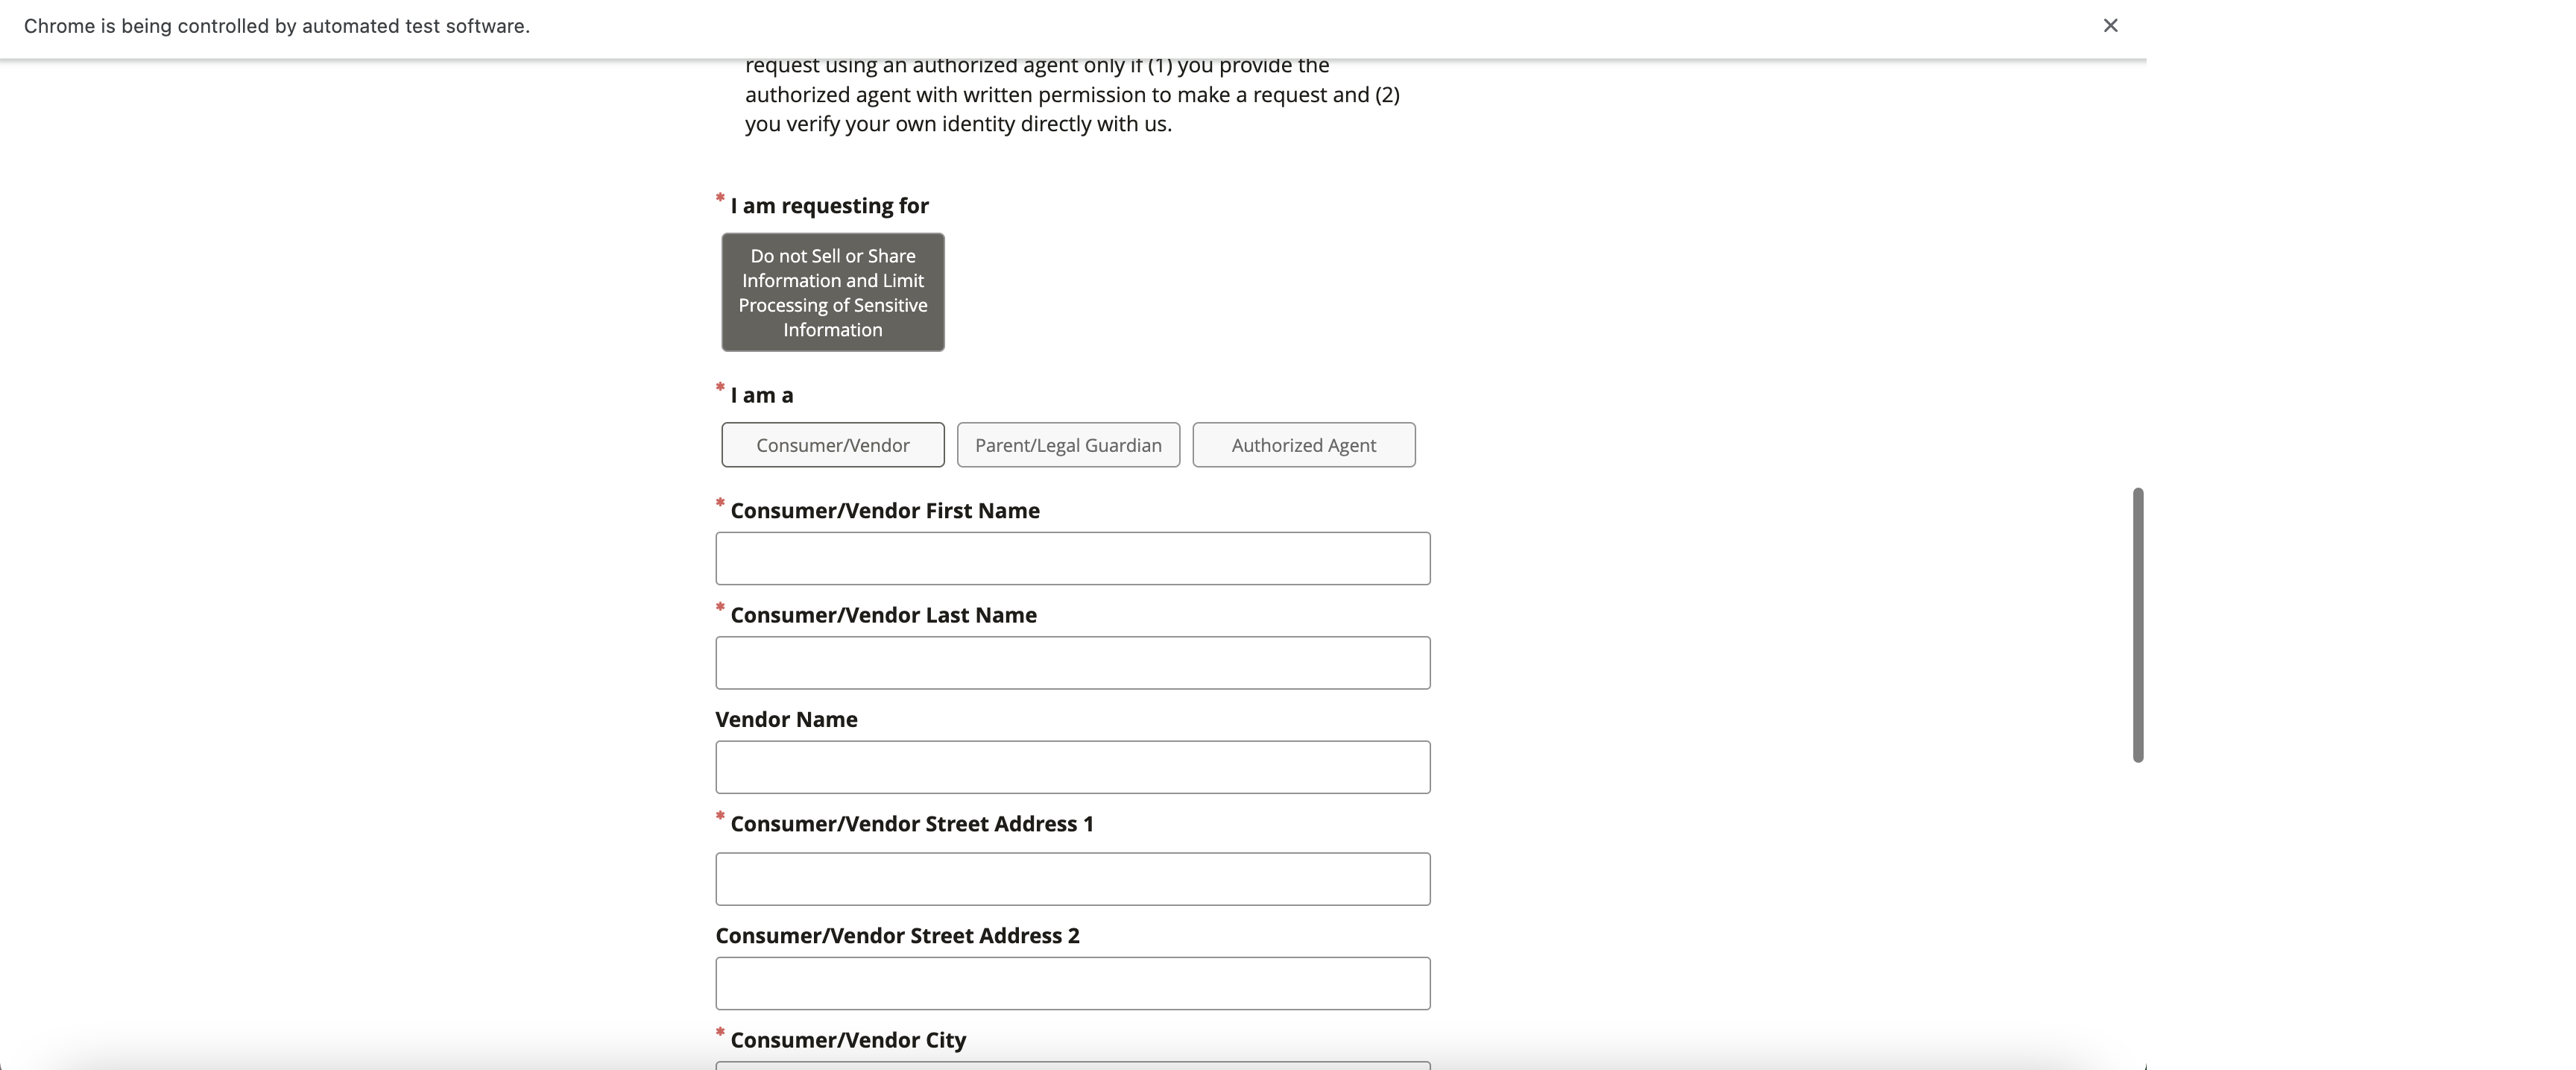 Chrome is being controlled by automated test software.
request using an authorized agent only if (1) you provide the
authorized agent with written permission to make a request and (2)
you verify your own identity directly with us.
* I am requesting for
Do not Sell or Share
Information and Limit
Processing of Sensitive
Information
* I am a
Consumer/Vendor
Parent/Legal Guardian
Authorized Agent
* Consumer/Vendor First Name
* Consumer/Vendor Last Name
Vendor Name
* Consumer/Vendor Street Address 1
Consumer/Vendor Street Address 2
* Consumer/Vendor City